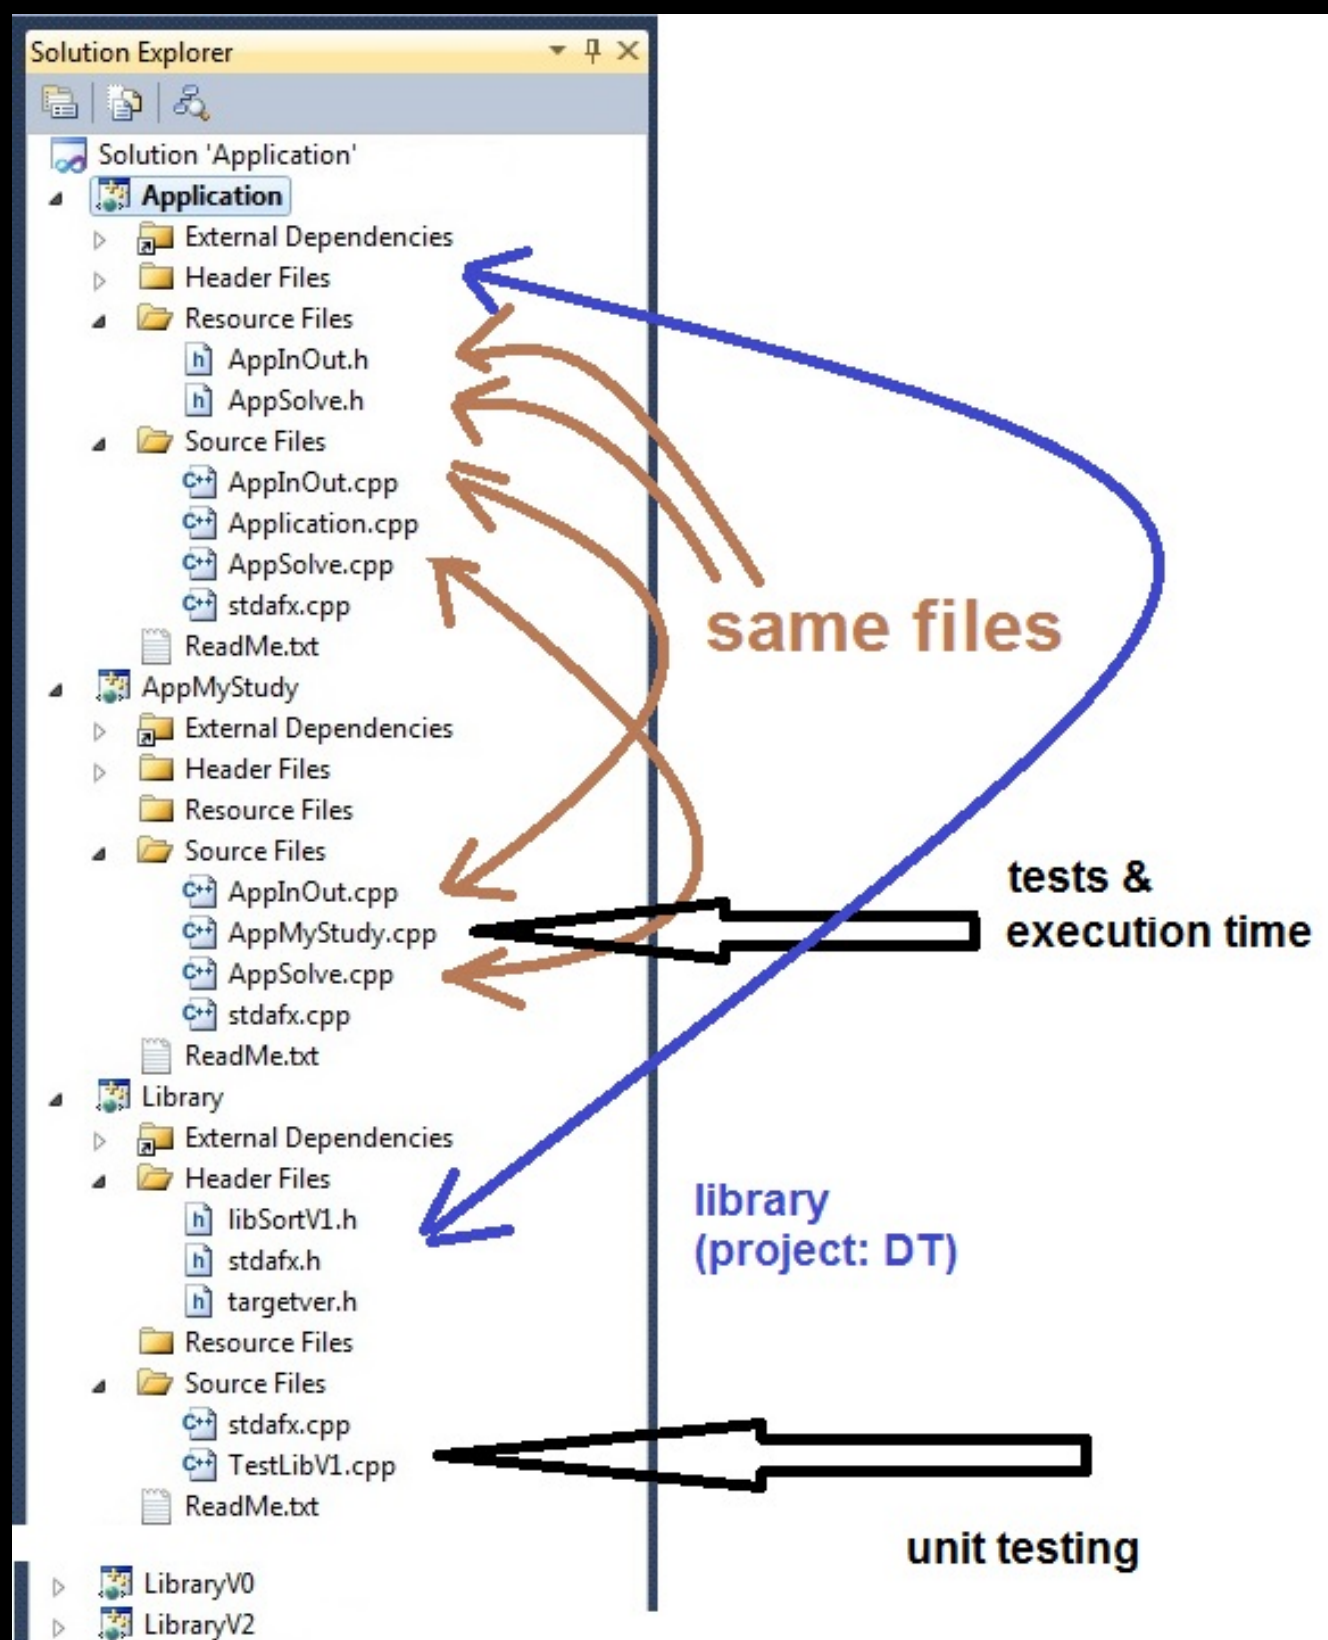 Solution Explorer
Solution 'Application'
Application
External Dependencies
Header Files
Resource Files
h AppInOut.h
h AppSolve.h
Source Files
C++ AppInOut.cpp
C++ Application.cpp
C++ AppSolve.cpp
C++ stdafx.cpp
ReadMe.txt
same files
AppMyStudy
External Dependencies
Header Files
Resource Files
Source Files
C++ AppInOut.cpp
C++ AppMyStudy.cpp
C++ AppSolve.cpp
C++ stdafx.cpp
ReadMe.txt
tests &
execution time
Library
External Dependencies
Header Files
h libSortV1.h
h stdafx.h
h targetver.h
library
(project: DT)
Resource Files
Source Files
C++ stdafx.cpp
C++ TestLibV1.cpp
ReadMe.txt
unit testing
LibraryV0
LibraryV2